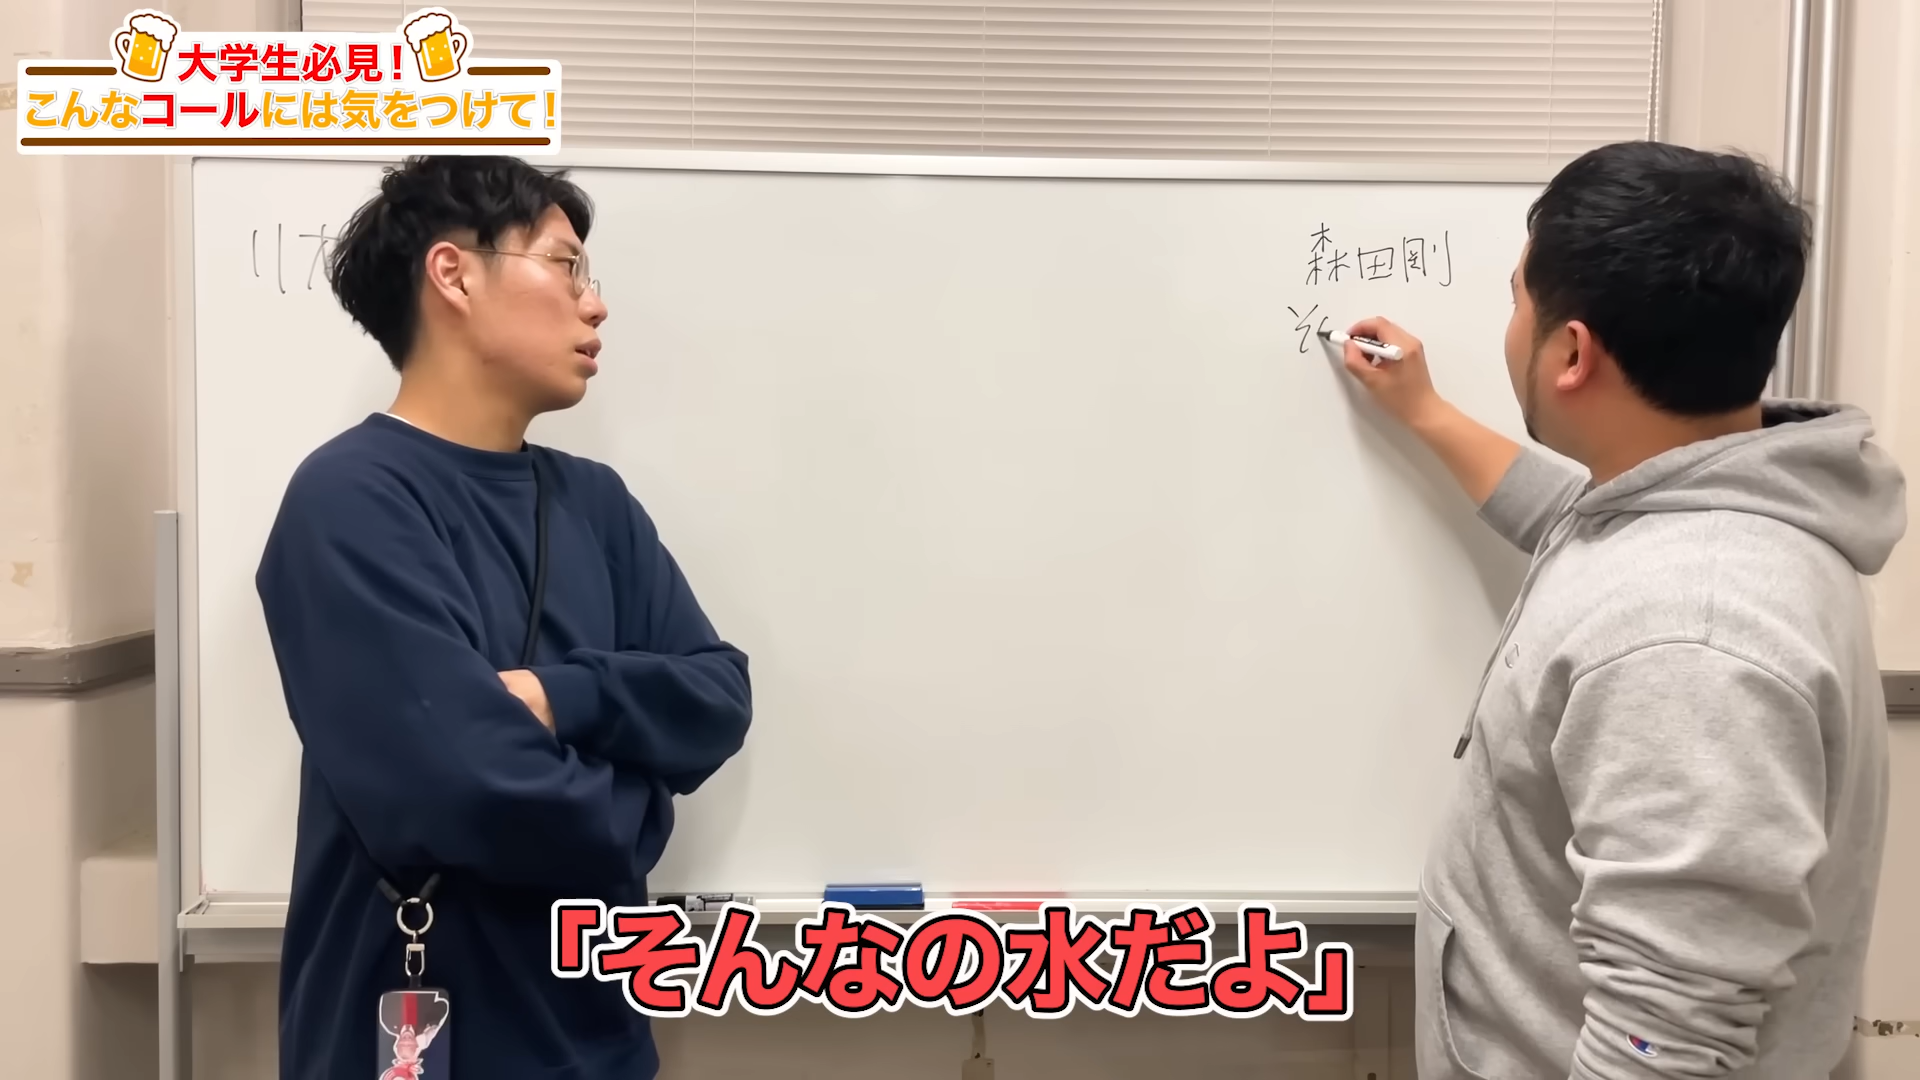 大学生必見!
こんなコールには気をつけて!
森田剛
そ
「そんなの水だよ」